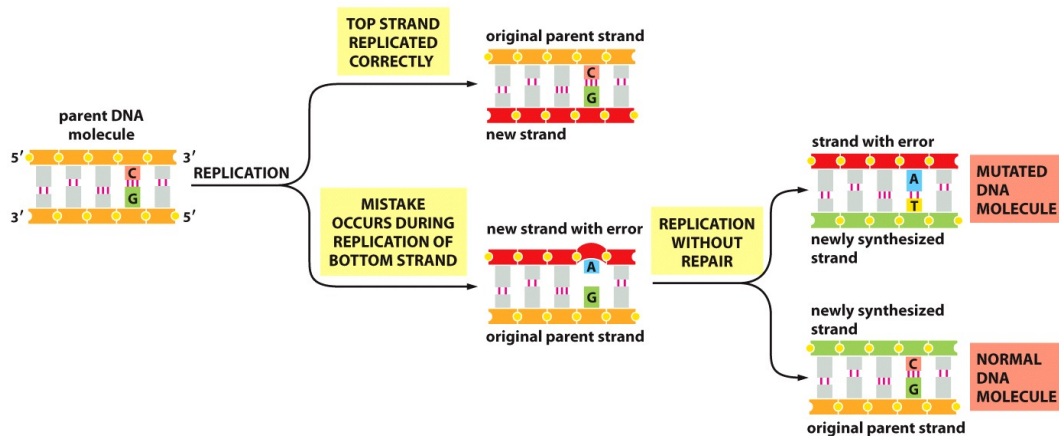 TOP STRAND
REPLICATED
CORRECTLY
original parent strand
C
G
new strand
parent DNA
molecule
5′ 3′
C
G
3′ 5′
REPLICATION
MISTAKE
OCCURS DURING
REPLICATION OF
BOTTOM STRAND
new strand with error
A
G
original parent strand
REPLICATION
WITHOUT
REPAIR
strand with error
A
T
newly synthesized
strand
MUTATED
DNA
MOLECULE
newly synthesized
strand
C
G
original parent strand
NORMAL
DNA
MOLECULE